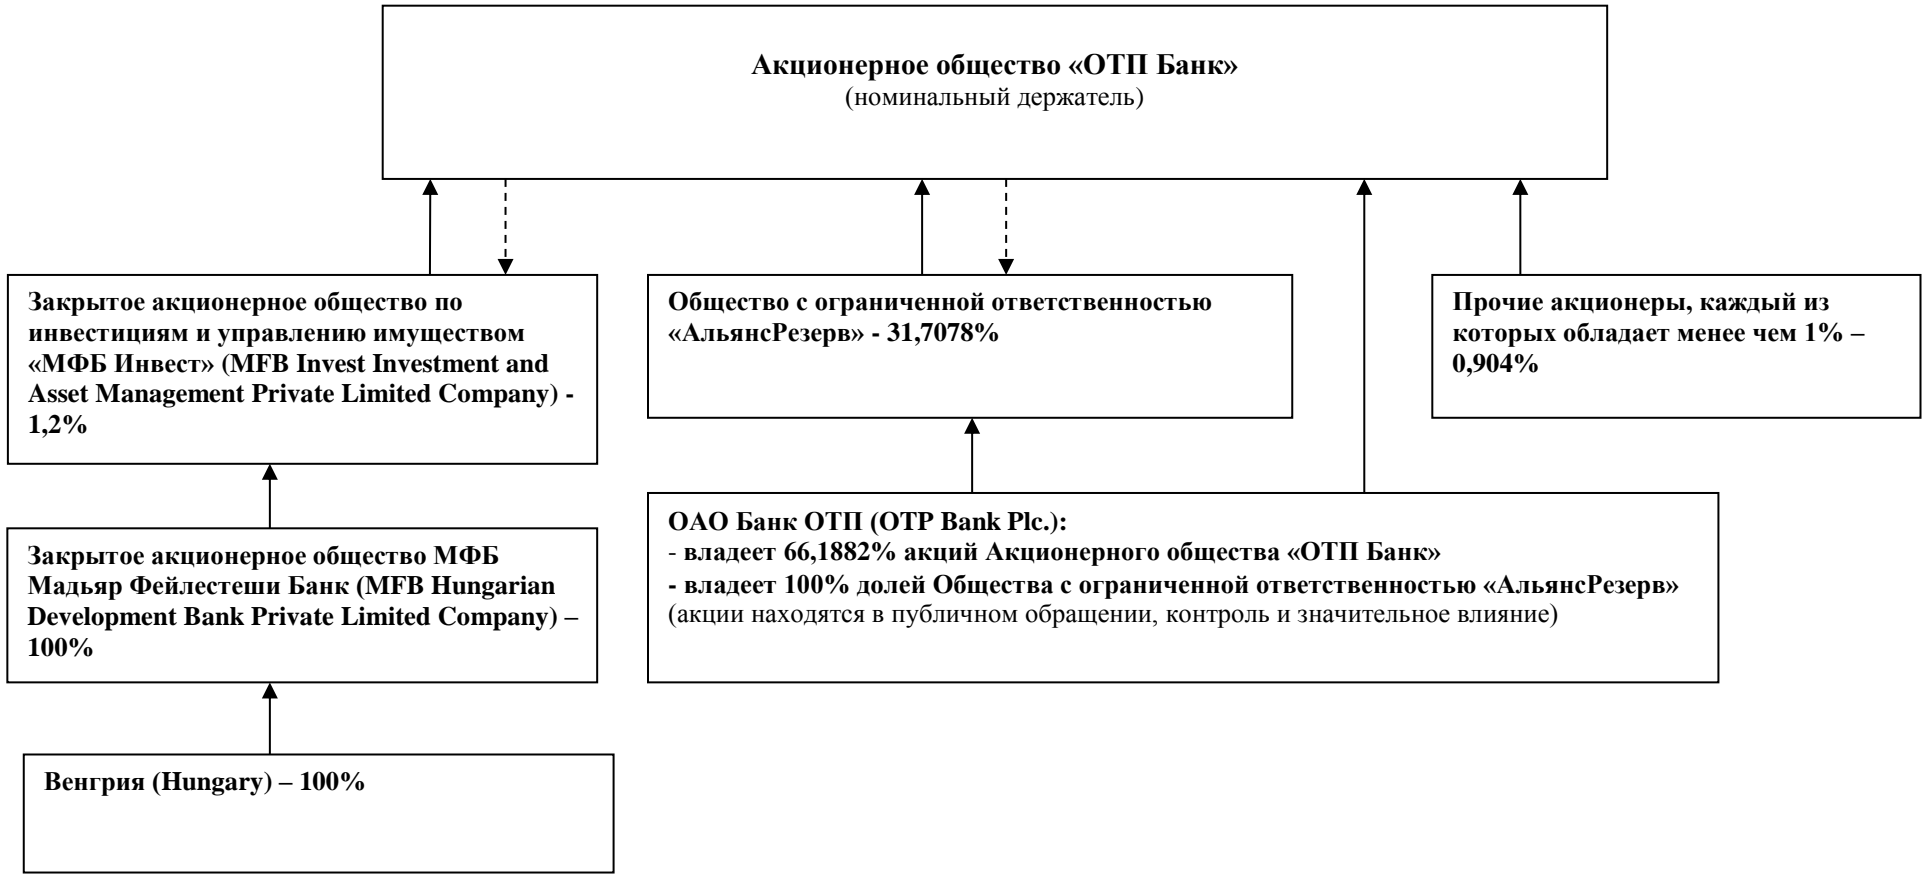 Акционерное общество «ОТП Банк»
(номинальный держатель)
Закрытое акционерное общество по
инвестициям и управлению имуществом
«МФБ Инвест» (MFB Invest Investment and
Asset Management Private Limited Company) -
1,2%
Общество с ограниченной ответственностью
«АльянсРезерв» - 31,7078%
Прочие акционеры, каждый из
которых обладает менее чем 1% –
0,904%
ОАО Банк ОТП (OTP Bank Plc.):
- владеет 66,1882% акций Акционерного общества «ОТП Банк»
- владеет 100% долей Общества с ограниченной ответственностью «АльянсРезерв»
(акции находятся в публичном обращении, контроль и значительное влияние)
Закрытое акционерное общество МФБ
Мадьяр Фейлестеши Банк (MFB Hungarian
Development Bank Private Limited Company) –
100%
Венгрия (Hungary) – 100%